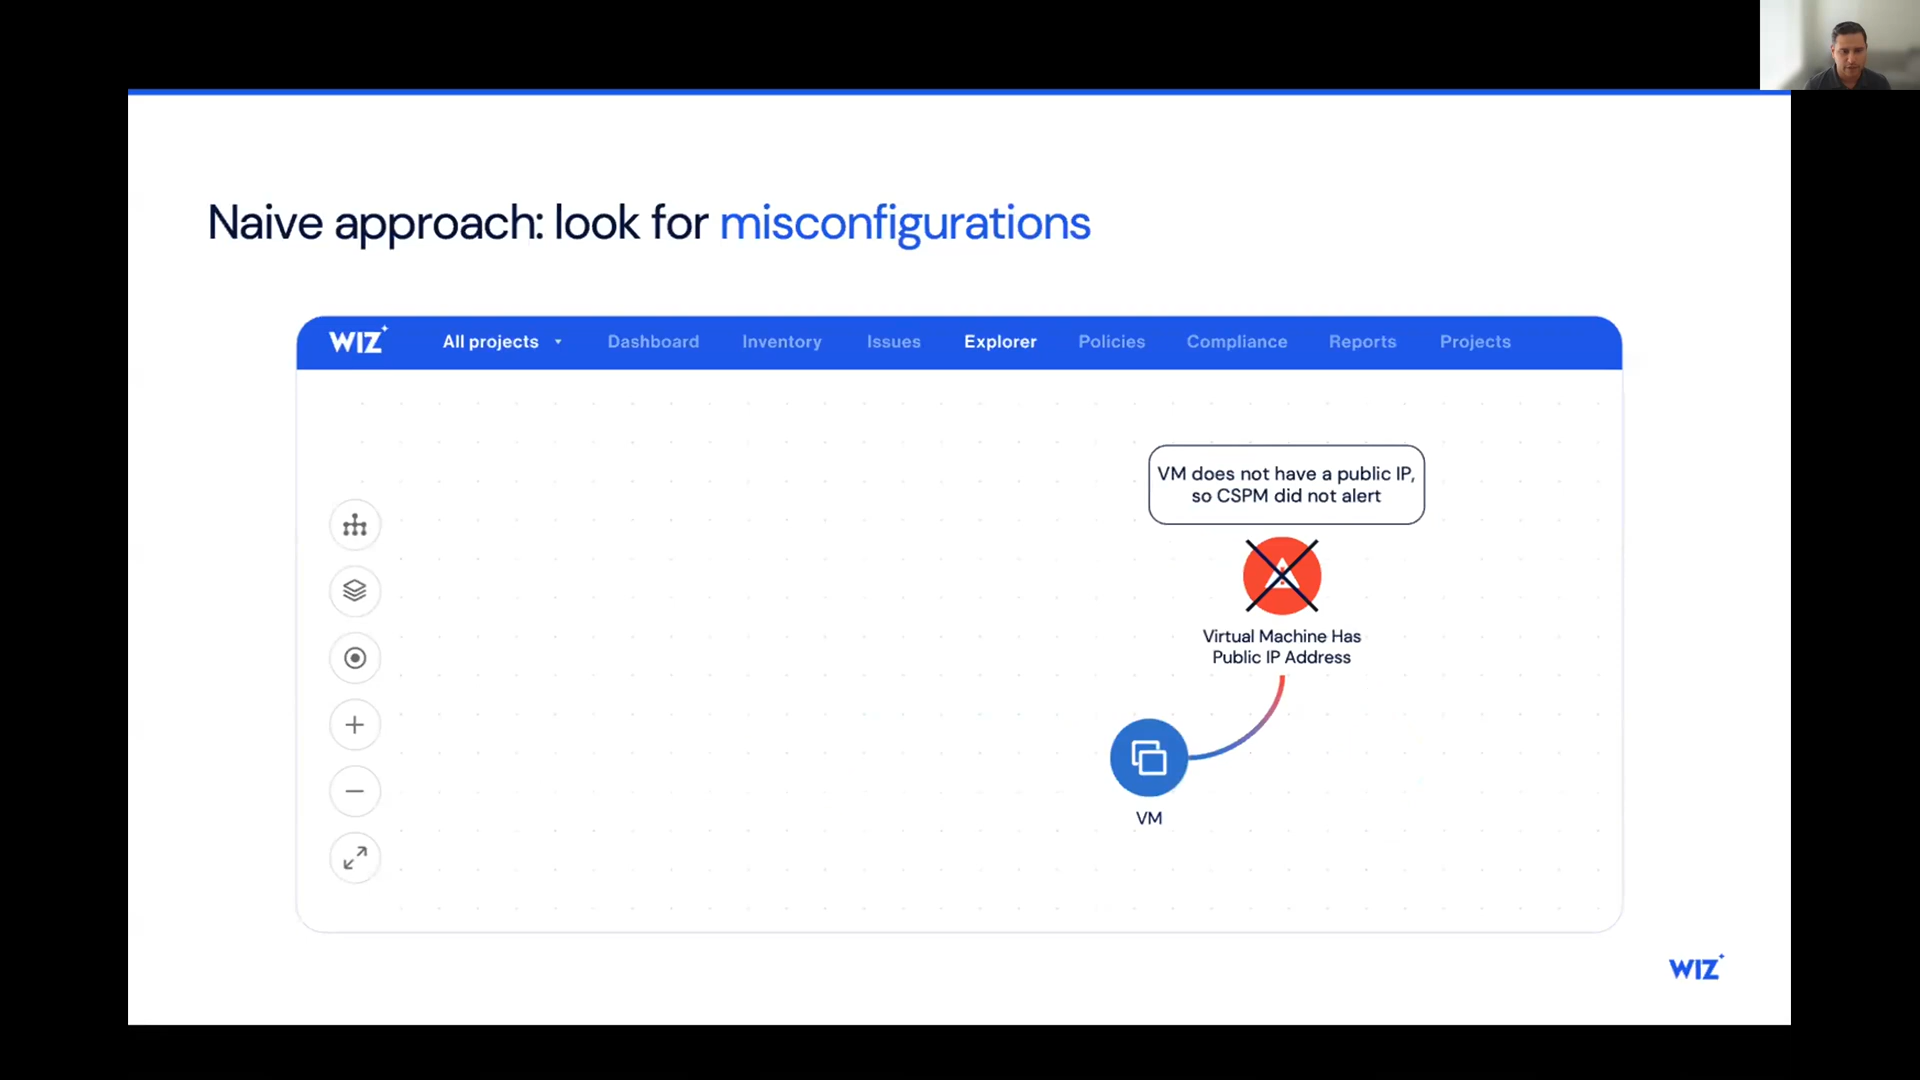 Naive approach: look for misconfigurations
WIZ All projects Dashboard Inventory Issues Explorer Policies Compliance Reports Projects
VM does not have a public IP,
so CSPM did not alert
Virtual Machine Has
Public IP Address
VM
WIZ